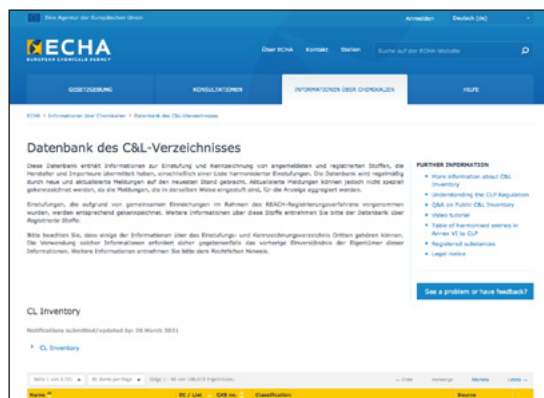 Eine Agentur der Europäischen Union
Anmelden Deutsch (de)
ECHA
EUROPEAN CHEMICALS AGENCY
Über ECHA Kontakt Stellen Suche auf der ECHA-Website
GESETZGEBUNG KONSULTATIONEN INFORMATIONEN ÜBER CHEMIKALIEN HILFE
ECHA > Informationen über Chemikalien > Datenbank des C&L-Verzeichnisses
Datenbank des C&L-Verzeichnisses
Diese Datenbank enthält Informationen zur Einstufung und Kennzeichnung von angemeldeten und registrierten Stoffen, die
Hersteller und Importeure übermittelt haben, einschließlich einer Liste harmonisierter Einstufungen. Die Datenbank wird regelmäßig
durch neue und aktualisierte Meldungen auf den neuesten Stand gebracht. Aktualisierte Meldungen können jedoch nicht speziell
gekennzeichnet werden, da die Meldungen, die in derselben Weise eingestuft sind, für die Anzeige aggregiert werden.
Einstufungen, die aufgrund von gemeinsamen Einreichungen im Rahmen des REACH-Registrierungsverfahrens vorgenommen
wurden, werden entsprechend gekennzeichnet. Weitere Informationen über diese Stoffe entnehmen Sie bitte der Datenbank über
Registrierte Stoffe.
Bitte beachten Sie, dass einige der Informationen über das Einstufungs- und Kennzeichnungsverzeichnis Dritten gehören können.
Die Verwendung solcher Informationen erfordert daher gegebenenfalls das vorherige Einverständnis der Eigentümer dieser
Informationen. Weitere Informationen entnehmen Sie bitte dem Rechtlichen Hinweis.
FURTHER INFORMATION
More information about C&L
Inventory
Understanding the CLP Regulation
Q&A on Public C&L Inventory
Video tutorial
Table of harmonised entries in
Annex VI to CLP
Registered substances
Legal notice
See a problem or have feedback?
CL Inventory
Notifications submitted/updated by: 26 March 2021
CL Inventory
50 Items per Page
Erste Vorherige Nächste Letzte
Name EC / List CAS no. Classification Source